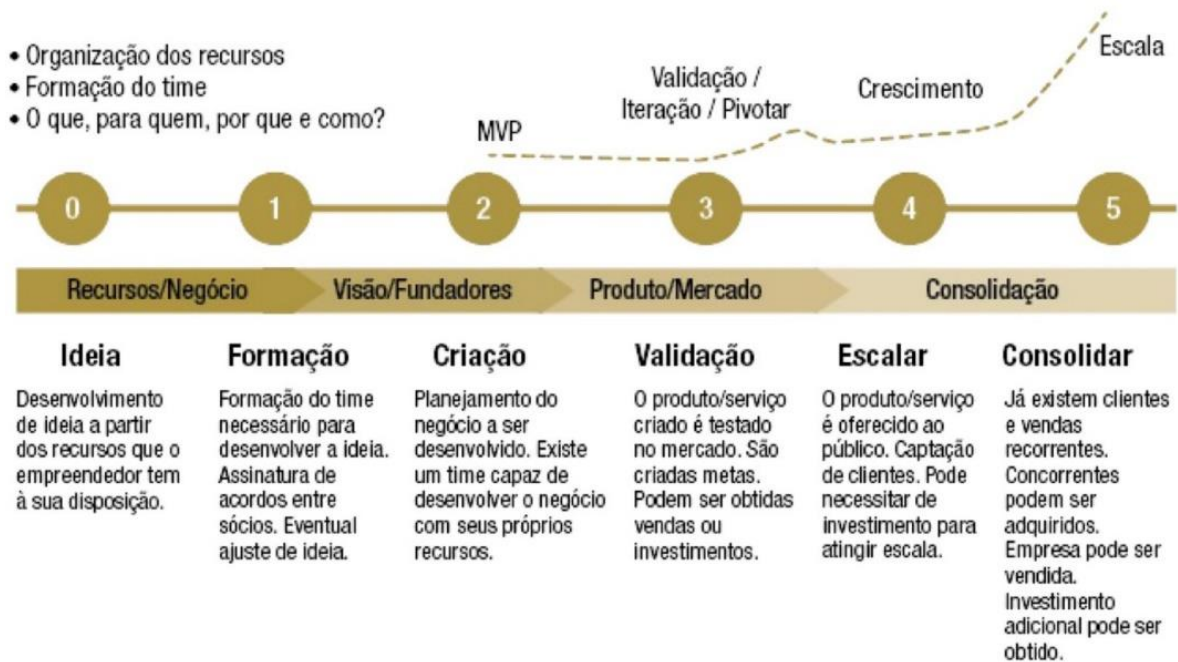 • Organização dos recursos
• Formação do time
• O que, para quem, por que e como?
MVP
Validação /
Iteração / Pivotar
Crescimento
Escala
0
1
2
3
4
5
Recursos/Negócio
Visão/Fundadores
Produto/Mercado
Consolidação
Ideia
Desenvolvimento
de ideia a partir
dos recursos que o
empreendedor tem
à sua disposição.
Formação
Formação do time
necessário para
desenvolver a ideia.
Assinatura de
acordos entre
sócios. Eventual
ajuste de ideia.
Criação
Planejamento do
negócio a ser
desenvolvido. Existe
um time capaz de
desenvolver o negócio
com seus próprios
recursos.
Validação
O produto/serviço
criado é testado
no mercado. São
criadas metas.
Podem ser obtidas
vendas ou
investimentos.
Escalar
O produto/serviço
é oferecido ao
público. Captação
de clientes. Pode
necessitar de
investimento para
atingir escala.
Consolidar
Já existem clientes
e vendas
recorrentes.
Concorrentes
podem ser
adquiridos.
Empresa pode ser
vendida.
Investimento
adicional pode ser
obtido.